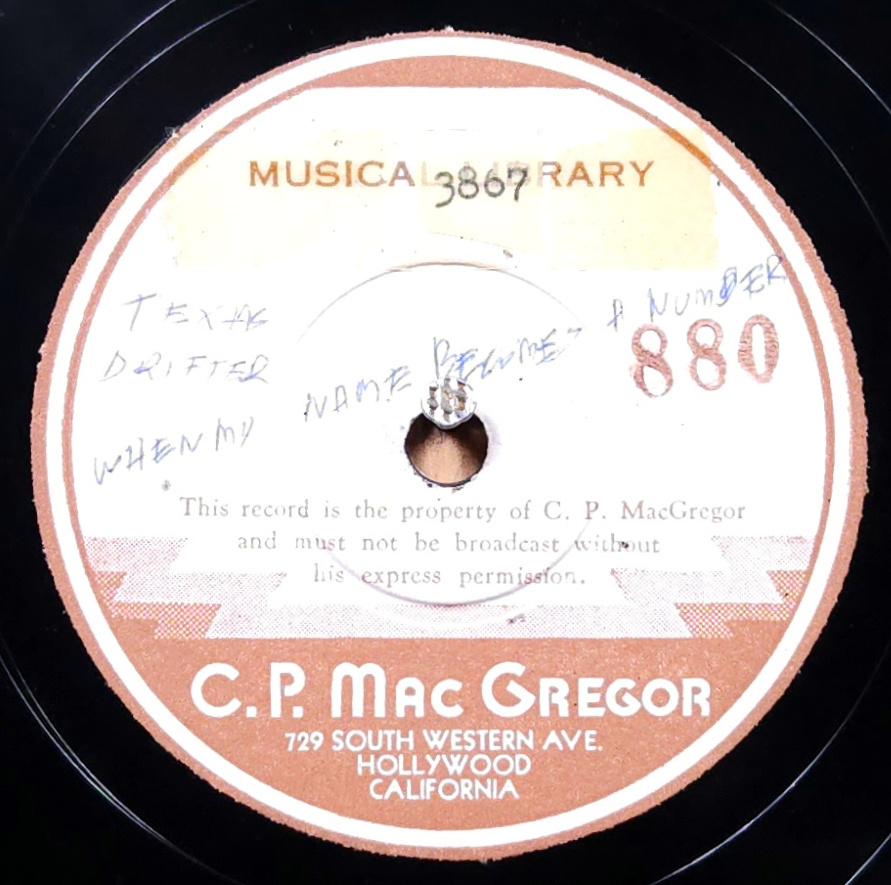 MUSICAL LIBRARY
3867
TEXAS
DRIFTER
WHEN MY NAME BECOMES A NUMBER
880
This record is the property of C. P. MacGregor
and must not be broadcast without
his express permission.
C.P. MAC GREGOR
729 SOUTH WESTERN AVE.
HOLLYWOOD
CALIFORNIA